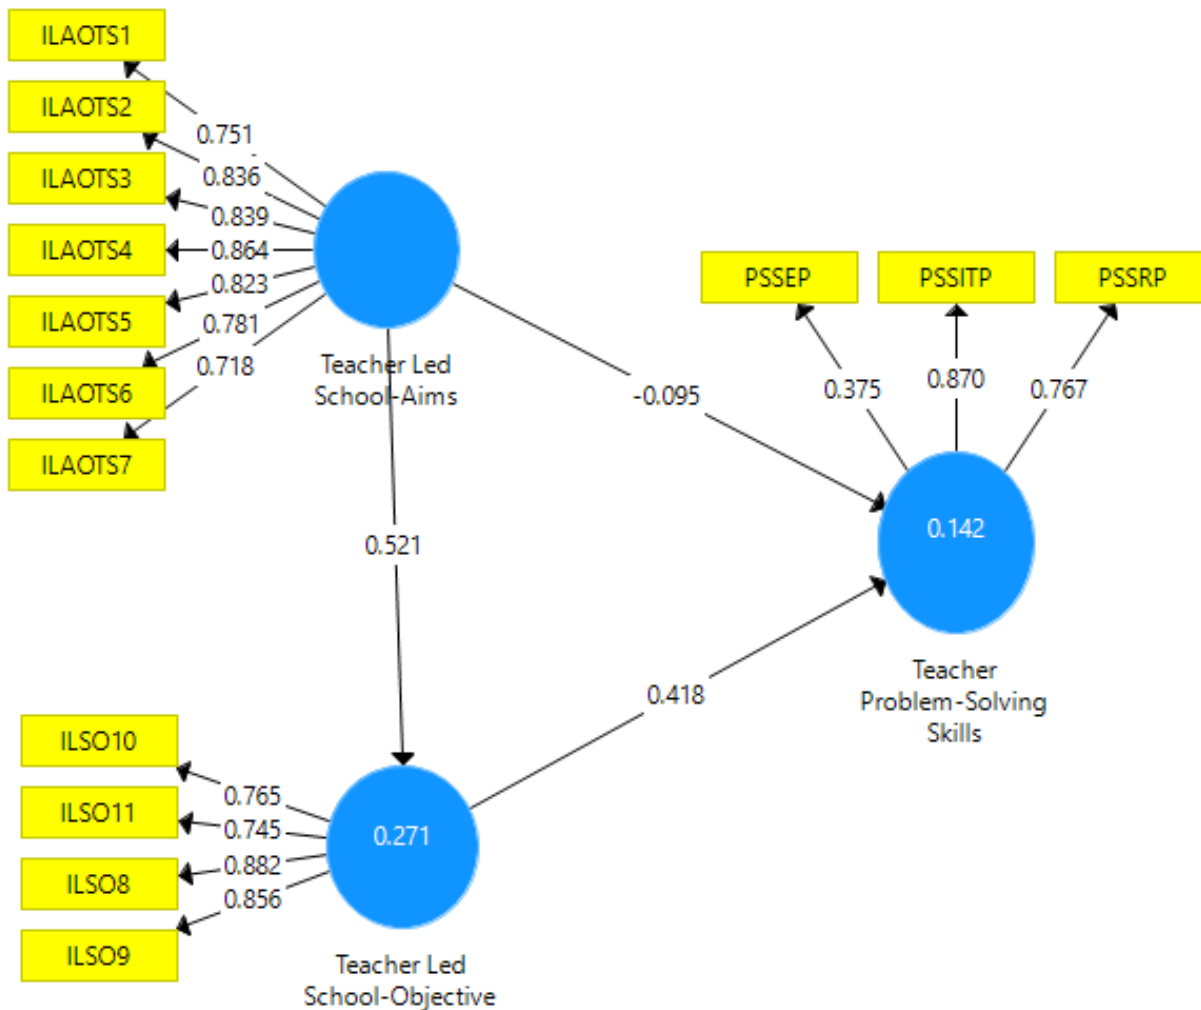 ILAOTS1
ILAOTS2
ILAOTS3
ILAOTS4
ILAOTS5
ILAOTS6
ILAOTS7
0.751
0.836
0.839
0.864
0.823
0.781
0.718
Teacher Led
School-Aims
PSSEP
PSSITP
PSSRP
0.375
0.870
0.767
-0.095
0.142
Teacher
Problem-Solving
Skills
0.521
0.418
ILSO10
ILSO11
ILSO8
ILSO9
0.765
0.745
0.882
0.856
0.271
Teacher Led
School-Objective